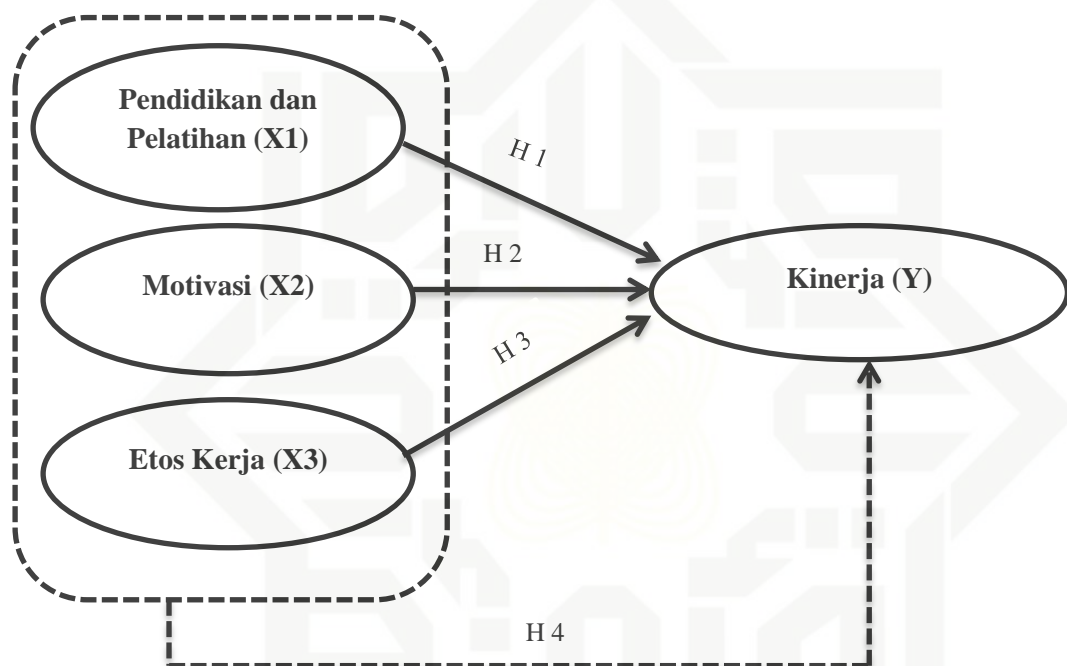 Pendidikan dan
Pelatihan (X1)
H 1
H 2
Motivasi (X2)
Kinerja (Y)
H 3
Etos Kerja (X3)
H 4